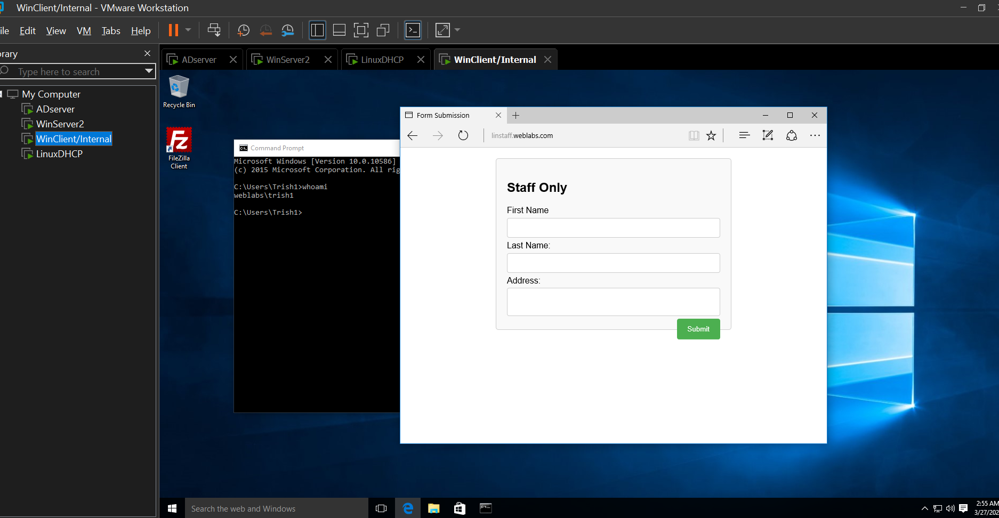 WinClient/Internal - VMware Workstation
ile Edit View VM Tabs Help
rary
Type here to search
My Computer
ADserver
WinServer2
WinClient/Internal
LinuxDHCP
ADserver WinServer2 LinuxDHCP WinClient/Internal
Recycle Bin
FileZilla
Client
Command Prompt
Microsoft Windows [Version 10.0.10586]
(c) 2015 Microsoft Corporation. All rig
C:\Users\Trish1>whoami
weblabs\trish1
C:\Users\Trish1>
Form Submission
linstaff.weblabs.com
Staff Only
First Name
Last Name:
Address:
Submit
Search the web and Windows
2:55 AM
3/27/202